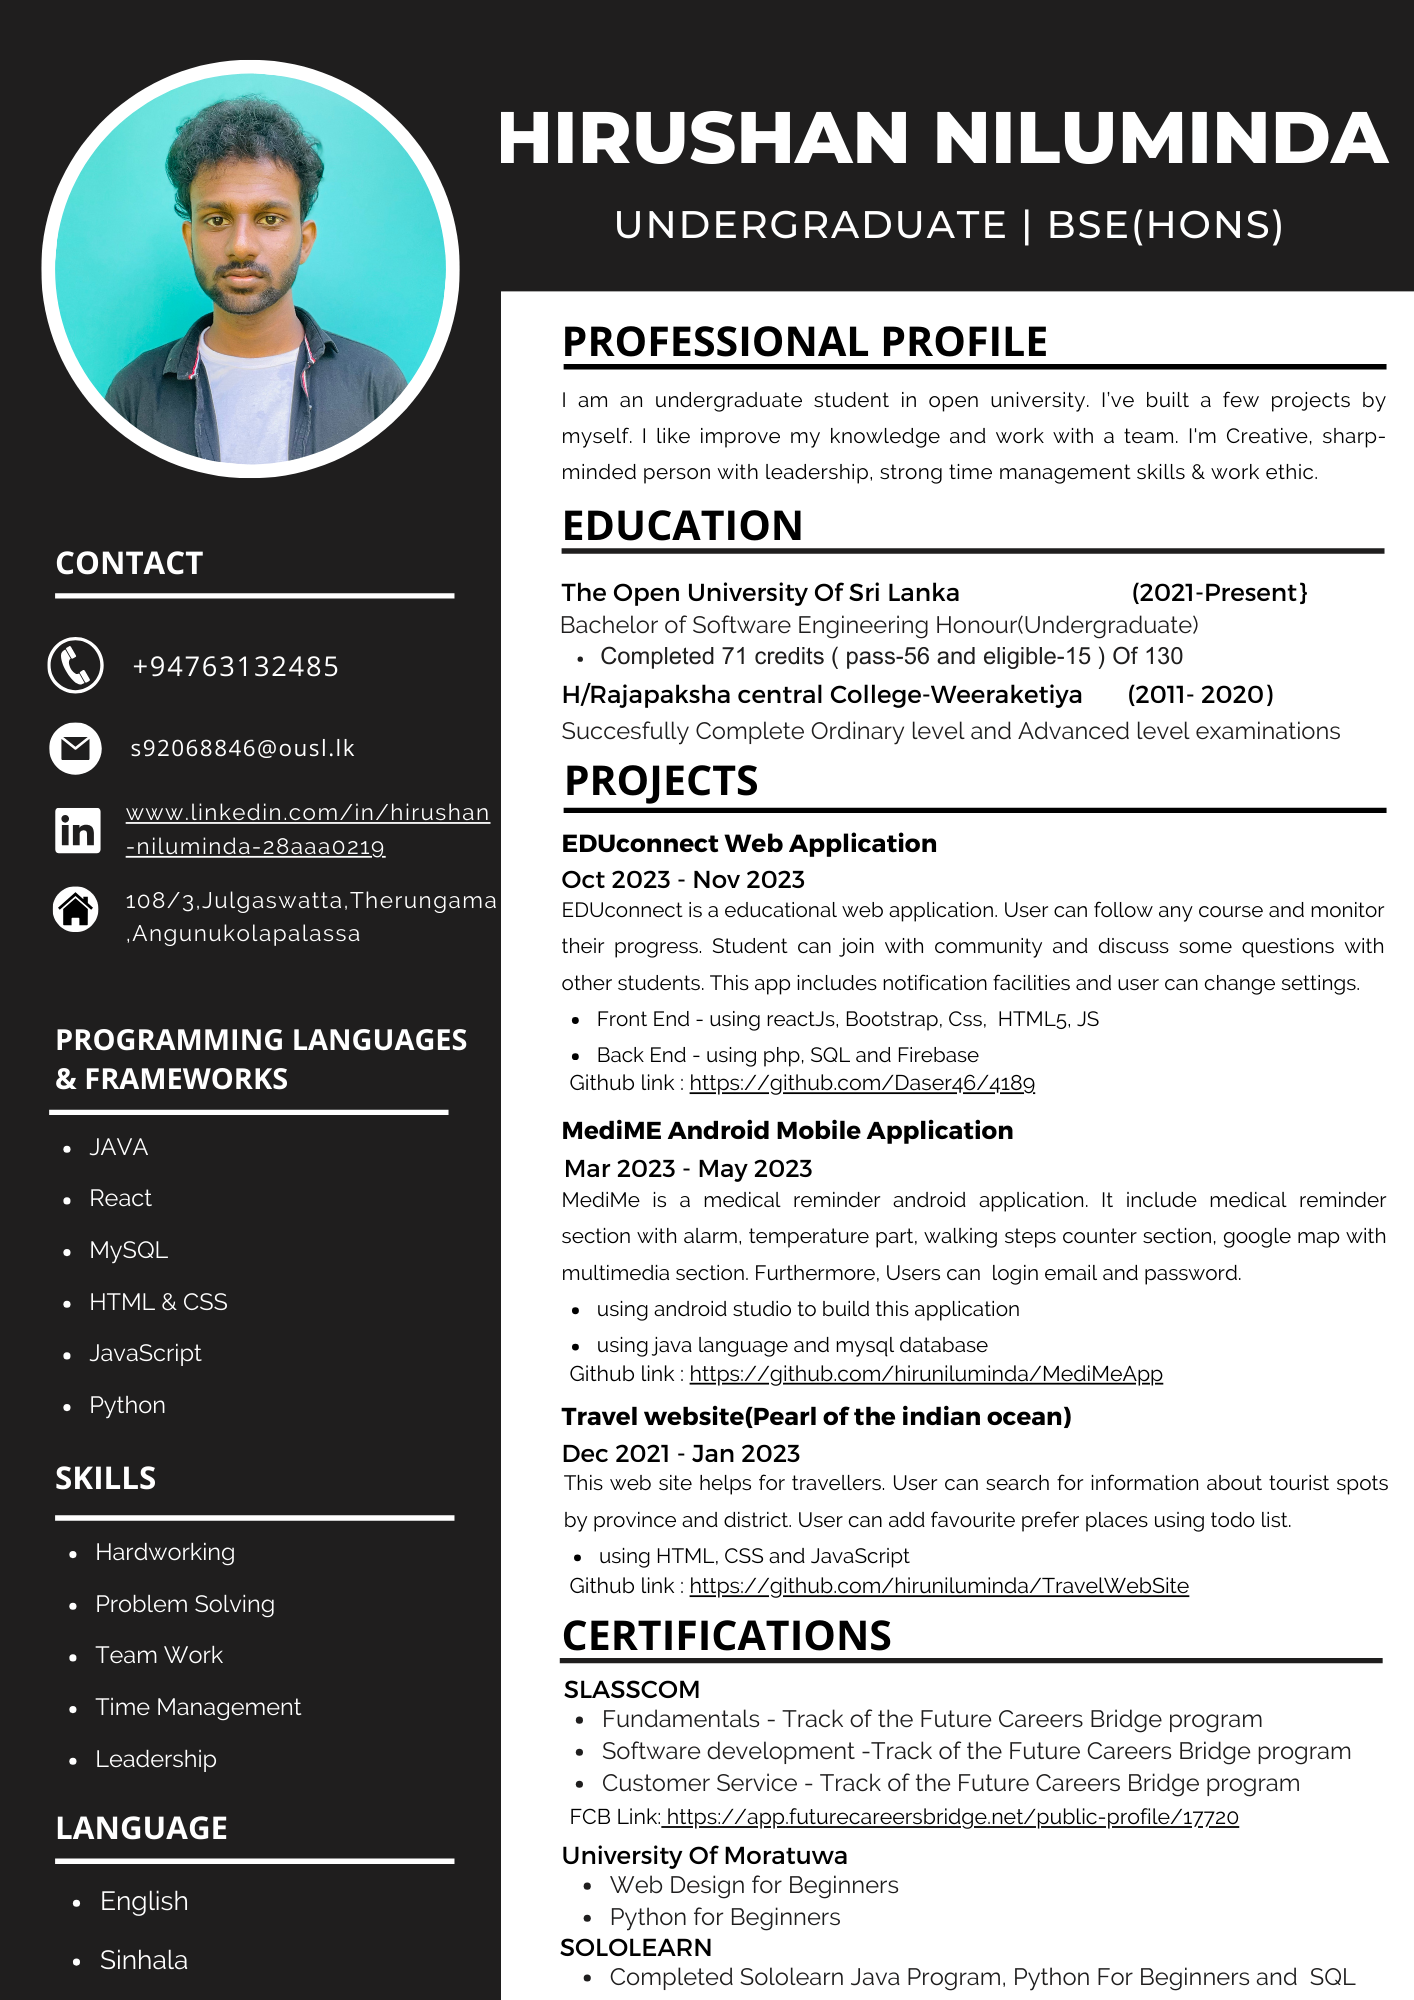 HIRUSHAN NILUMINDA
UNDERGRADUATE | BSE(HONS)
CONTACT
+94763132485
s92068846@ousl.lk
www.linkedin.com/in/hirushan
-niluminda-28aaa0219
108/3,Julgaswatta,Therungama
,Angunukolapalassa
PROGRAMMING LANGUAGES
& FRAMEWORKS
• JAVA
• React
• MySQL
• HTML & CSS
• JavaScript
• Python
SKILLS
• Hardworking
• Problem Solving
• Team Work
• Time Management
• Leadership
LANGUAGE
• English
• Sinhala
PROFESSIONAL PROFILE
I am an undergraduate student in open university. I've built a few projects by
myself. I like improve my knowledge and work with a team. I'm Creative, sharp-
minded person with leadership, strong time management skills & work ethic.
EDUCATION
The Open University Of Sri Lanka (2021-Present}
Bachelor of Software Engineering Honour(Undergraduate)
• Completed 71 credits ( pass-56 and eligible-15 ) Of 130
H/Rajapaksha central College-Weeraketiya (2011- 2020)
Succesfully Complete Ordinary level and Advanced level examinations
PROJECTS
EDUconnect Web Application
Oct 2023 - Nov 2023
EDUconnect is a educational web application. User can follow any course and monitor
their progress. Student can join with community and discuss some questions with
other students. This app includes notification facilities and user can change settings.
• Front End - using reactJs, Bootstrap, Css, HTML5, JS
• Back End - using php, SQL and Firebase
Github link : https://github.com/Daser46/4189
MediME Android Mobile Application
Mar 2023 - May 2023
MediMe is a medical reminder android application. It include medical reminder
section with alarm, temperature part, walking steps counter section, google map with
multimedia section. Furthermore, Users can login email and password.
• using android studio to build this application
• using java language and mysql database
Github link : https://github.com/hiruniluminda/MediMeApp
Travel website(Pearl of the indian ocean)
Dec 2021 - Jan 2023
This web site helps for travellers. User can search for information about tourist spots
by province and district. User can add favourite prefer places using todo list.
• using HTML, CSS and JavaScript
Github link : https://github.com/hiruniluminda/TravelWebSite
CERTIFICATIONS
SLASSCOM
• Fundamentals - Track of the Future Careers Bridge program
• Software development -Track of the Future Careers Bridge program
• Customer Service - Track of the Future Careers Bridge program
FCB Link: https://app.futurecareersbridge.net/public-profile/17720
University Of Moratuwa
• Web Design for Beginners
• Python for Beginners
SOLOLEARN
• Completed Sololearn Java Program, Python For Beginners and SQL